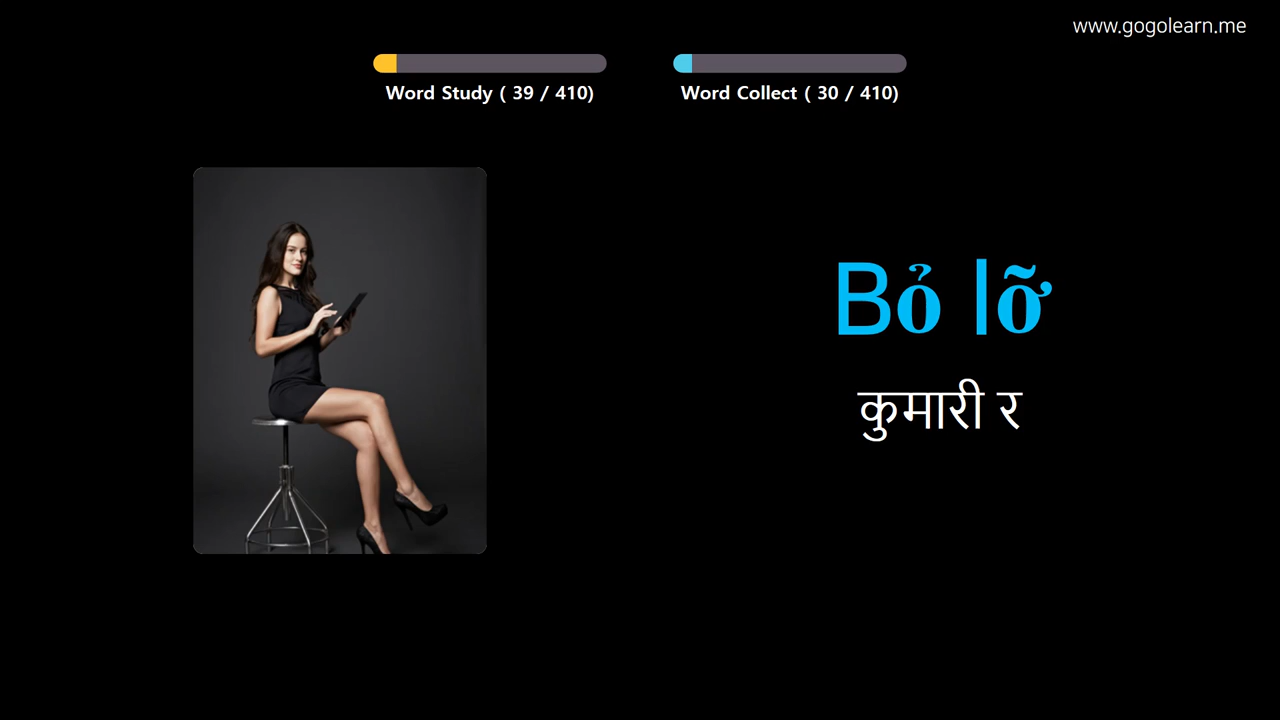 www.gogolearn.me
Word Study ( 39 / 410)
Word Collect ( 30 / 410)
Bỏ lỡ
कुमारी र